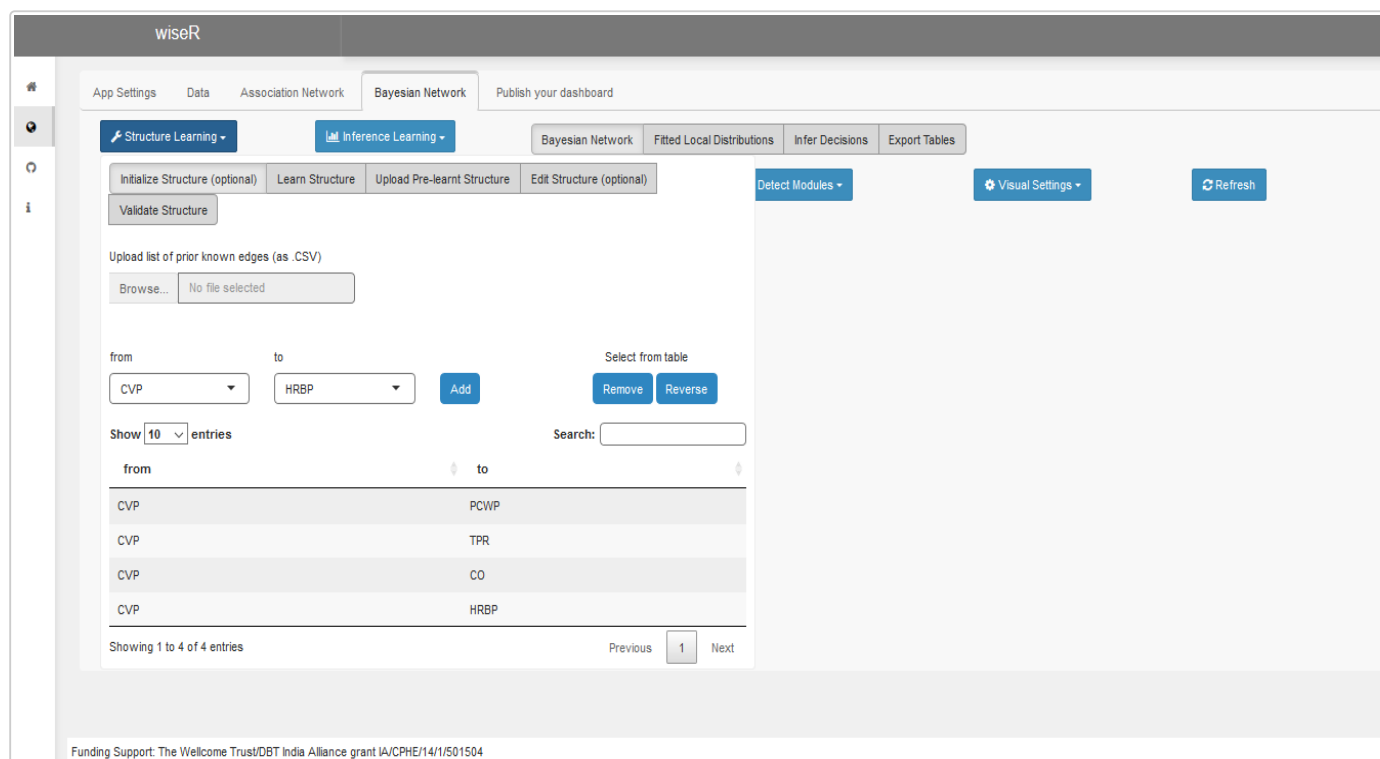 wiseR
App Settings Data Association Network Bayesian Network Publish your dashboard
Structure Learning Inference Learning Bayesian Network Fitted Local Distributions Infer Decisions Export Tables
Initialize Structure (optional) Learn Structure Upload Pre-learnt Structure Edit Structure (optional) Detect Modules Visual Settings Refresh
Validate Structure
Upload list of prior known edges (as .CSV)
Browse... No file selected
from to Select from table
CVP HRBP Add Remove Reverse
Show 10 entries Search:
from to
CVP PCWP
CVP TPR
CVP CO
CVP HRBP
Showing 1 to 4 of 4 entries Previous 1 Next
Funding Support: The Wellcome Trust/DBT India Alliance grant IA/CPHE/14/1/501504